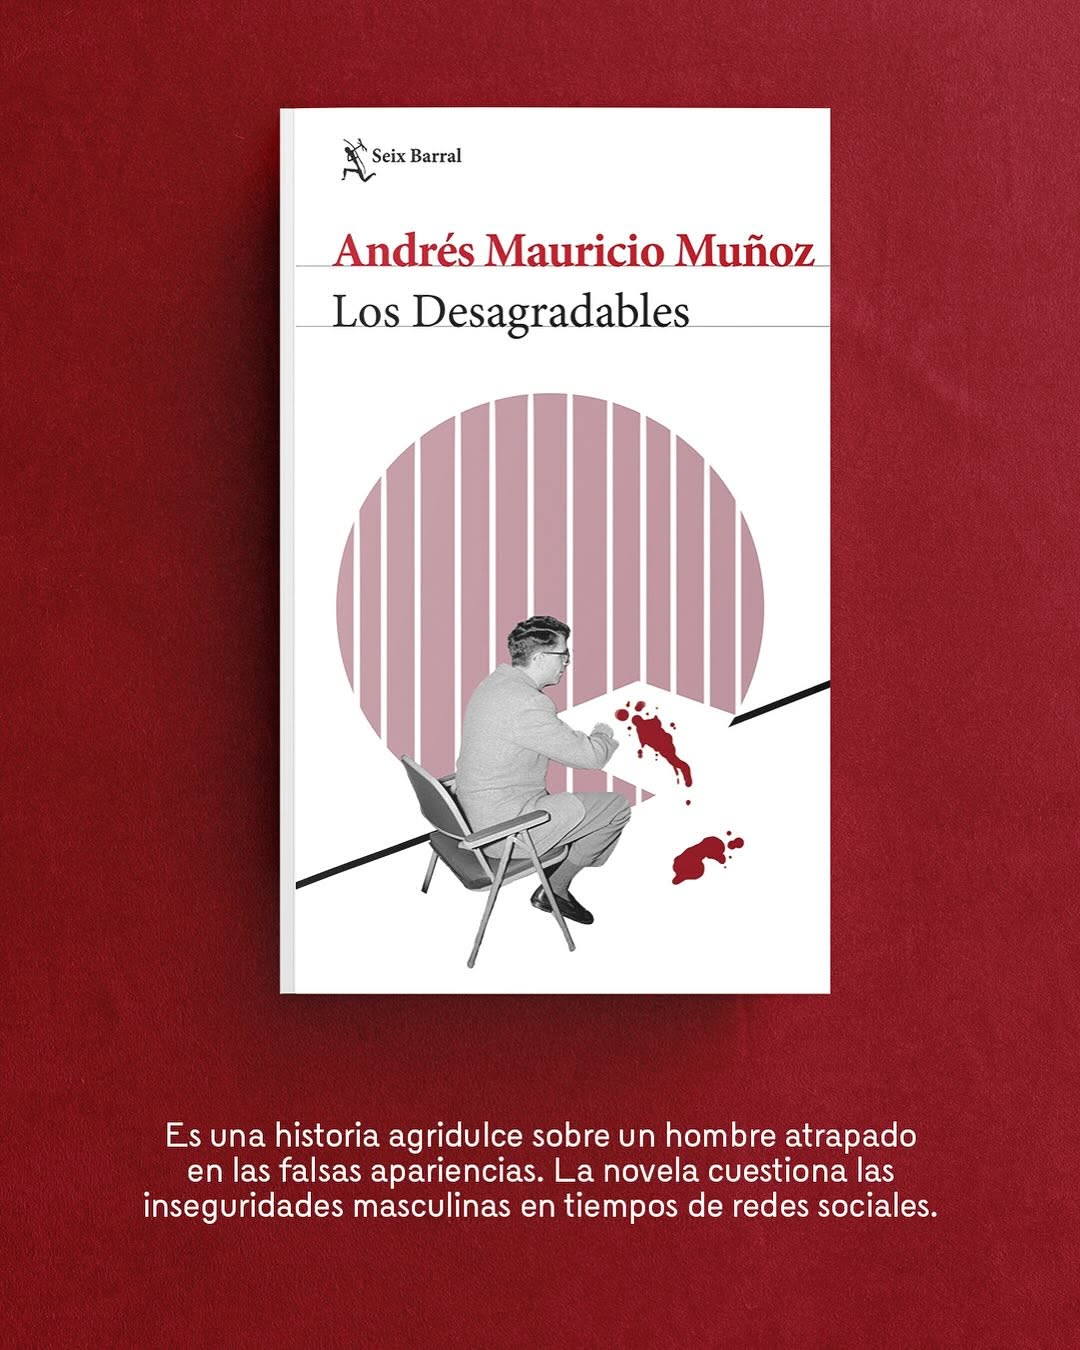 Seix Barral
Andrés Mauricio Muñoz
Los Desagradables
Es una historia agridulce sobre un hombre atrapado
en las falsas apariencias. La novela cuestiona las
inseguridades masculinas en tiempos de redes sociales.